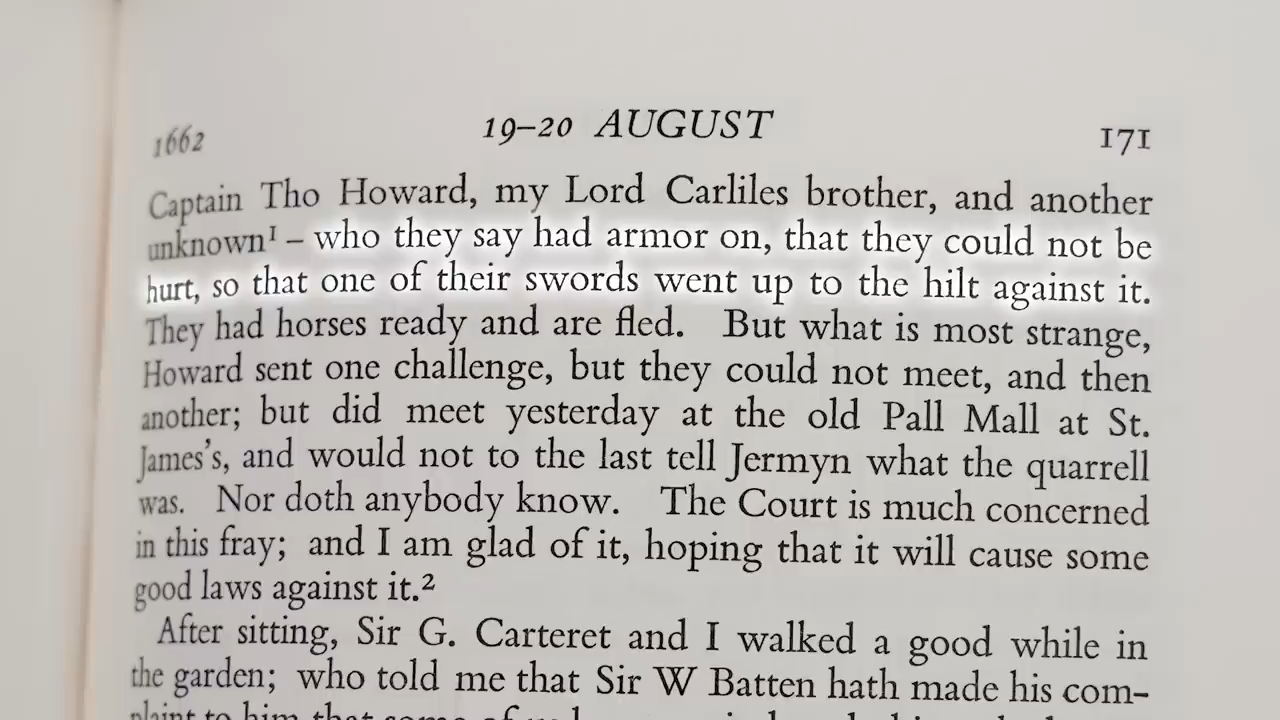 1662 19–20 AUGUST 171
Captain Tho Howard, my Lord Carliles brother, and another
unknown¹ – who they say had armor on, that they could not be
hurt, so that one of their swords went up to the hilt against it.
They had horses ready and are fled. But what is most strange,
Howard sent one challenge, but they could not meet, and then
another; but did meet yesterday at the old Pall Mall at St.
James's, and would not to the last tell Jermyn what the quarrell
was. Nor doth anybody know. The Court is much concerned
in this fray; and I am glad of it, hoping that it will cause some
good laws against it.²
After sitting, Sir G. Carteret and I walked a good while in
the garden; who told me that Sir W Batten hath made his com-
plaint to him that some of